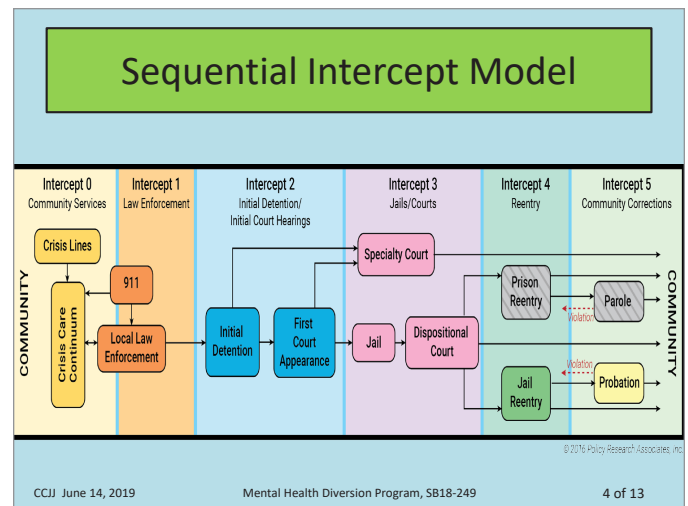 Sequential Intercept Model
Intercept 0
Community Services
Intercept 1
Law Enforcement
Intercept 2
Initial Detention/
Initial Court Hearings
Intercept 3
Jails/Courts
Intercept 4
Reentry
Intercept 5
Community Corrections
COMMUNITY
Crisis Lines
Crisis Care
Continuum
911
Local Law
Enforcement
Initial
Detention
First
Court
Appearance
Specialty Court
Jail
Dispositional
Court
Prison
Reentry
Parole
Violation
Jail
Reentry
Violation
Probation
COMMUNITY
© 2016 Policy Research Associates, Inc.
CCJJ June 14, 2019
Mental Health Diversion Program, SB18-249
4 of 13